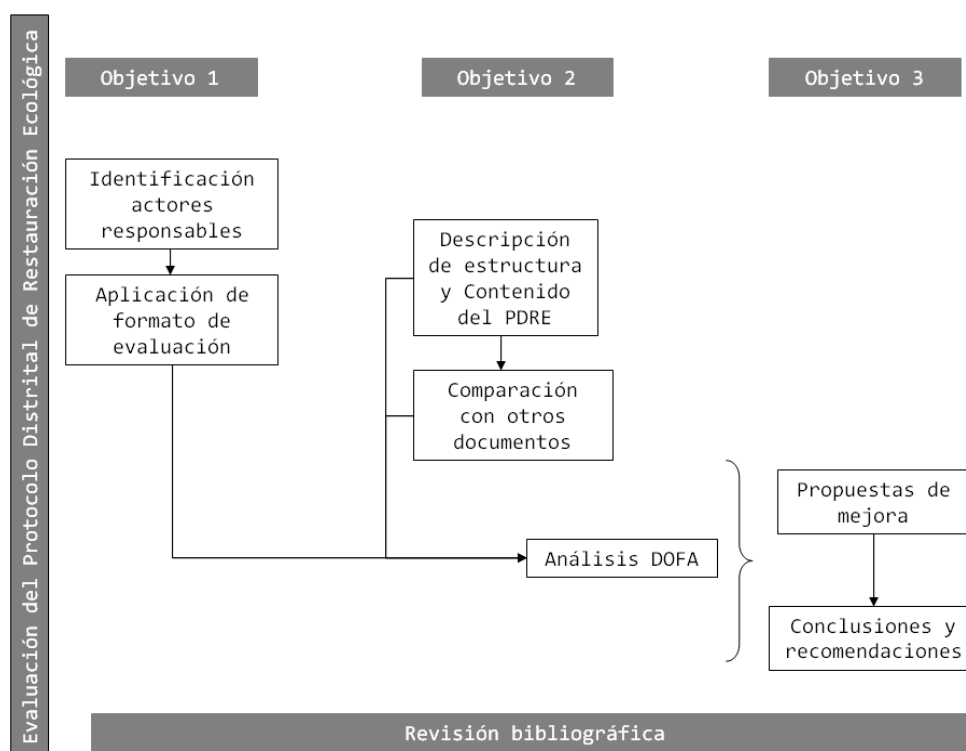 Evaluación del Protocolo Distrital de Restauración Ecológica
Objetivo 1
Objetivo 2
Objetivo 3
Identificación
actores
responsables
Aplicación de
formato de
evaluación
Descripción
de estructura
y Contenido
del PDRE
Comparación
con otros
documentos
Análisis DOFA
Propuestas de
mejora
Conclusiones y
recomendaciones
Revisión bibliográfica